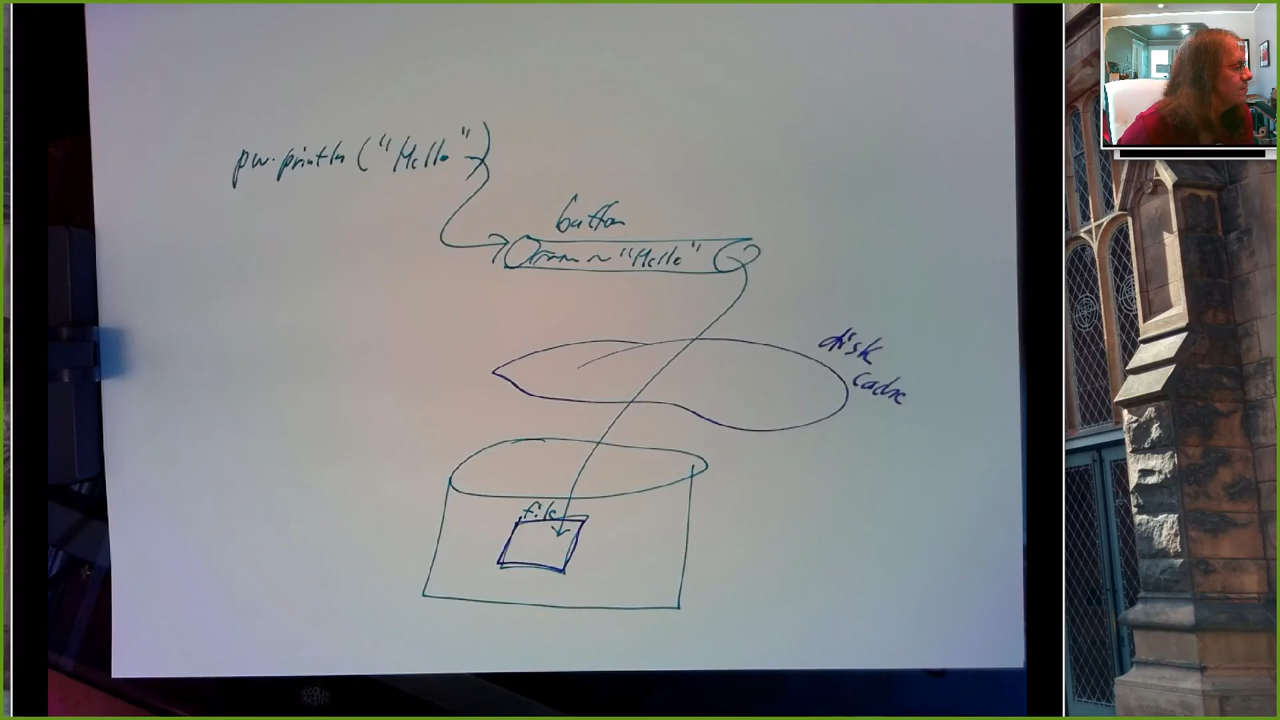 pw.println("Hello")
buffer
"Hello"
disk
cache
file